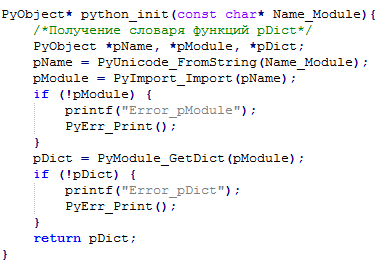 PyObject* python_init(const char* Name_Module){
    /*Получение словаря функций pDict*/
    PyObject *pName, *pModule, *pDict;
    pName = PyUnicode_FromString(Name_Module);
    pModule = PyImport_Import(pName);
    if (!pModule) {
        printf("Error_pModule");
        PyErr_Print();
    }
    pDict = PyModule_GetDict(pModule);
    if (!pDict) {
        printf("Error_pDict");
        PyErr_Print();
    }
    return pDict;
}